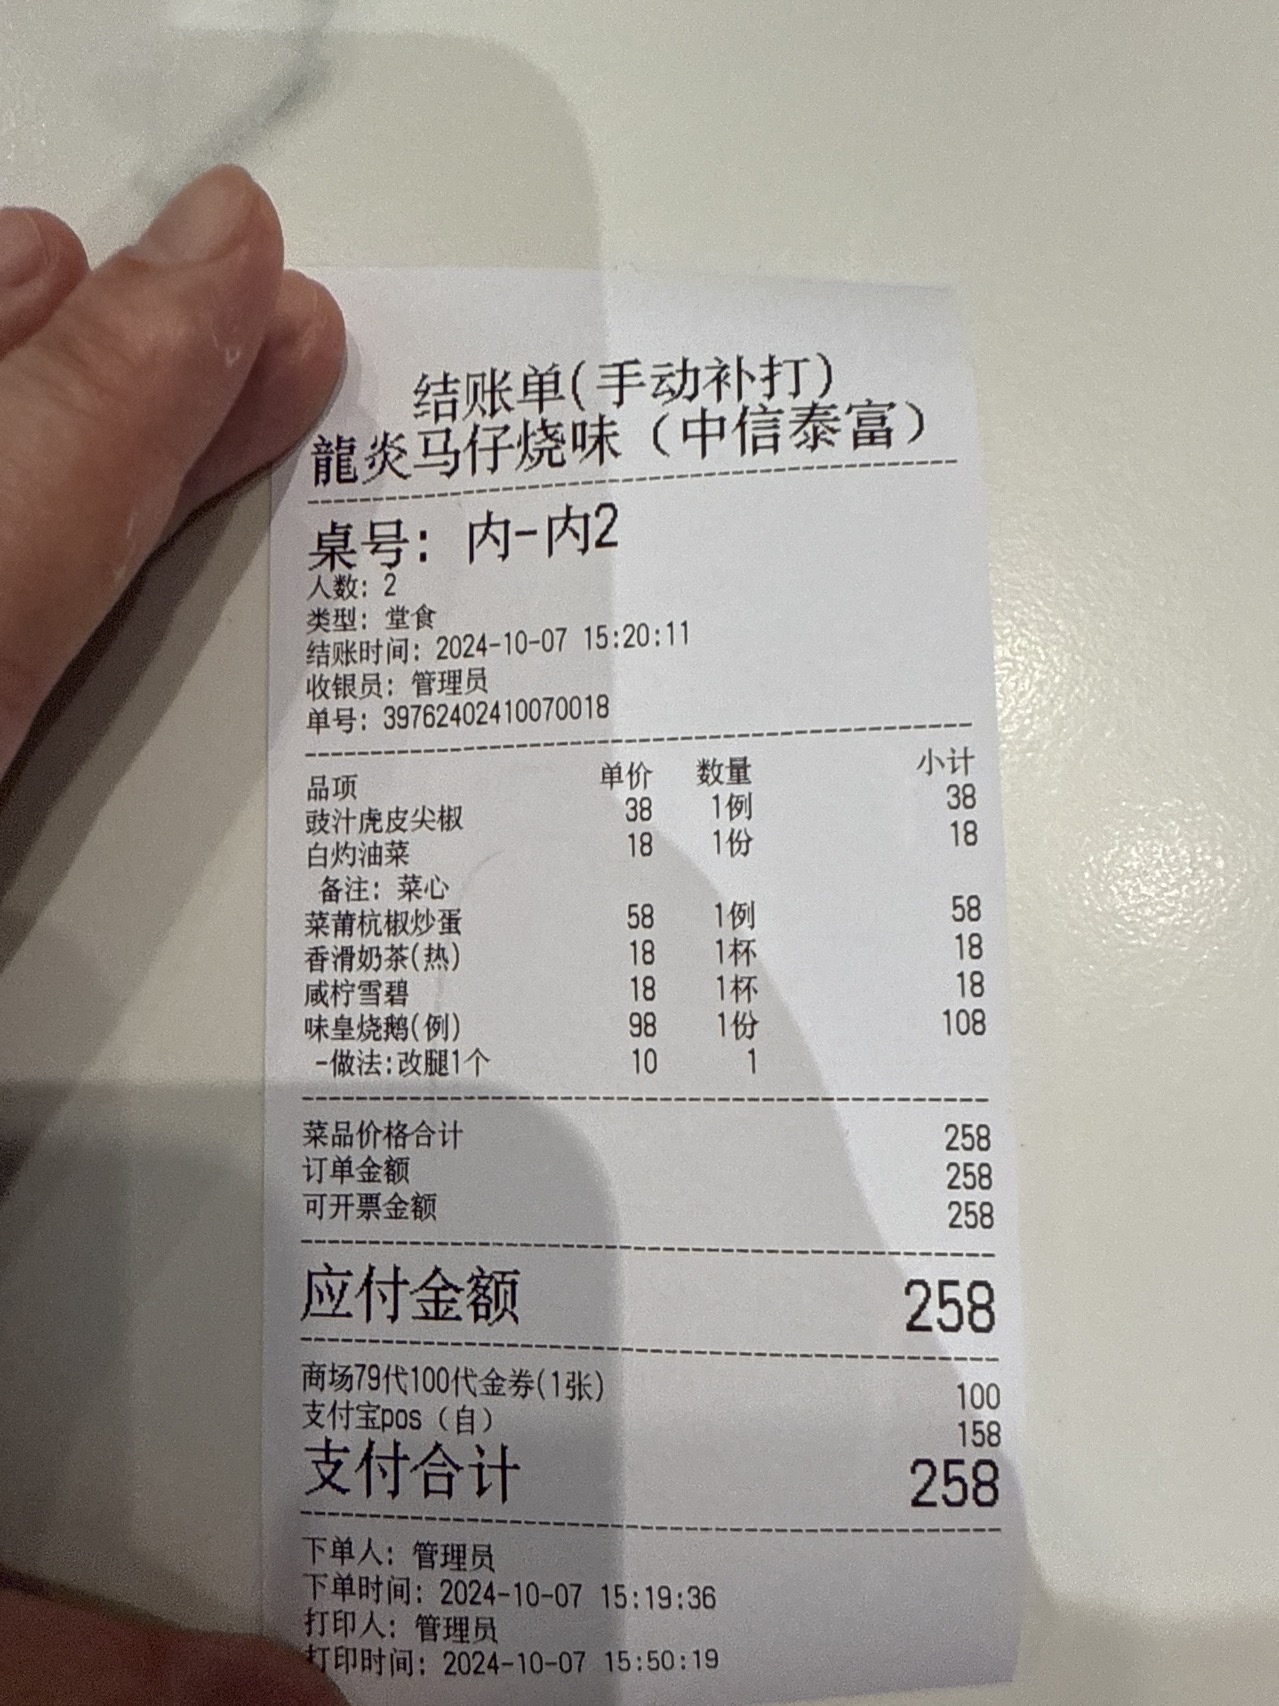 结账单(手动补打)
龍炎马仔烧味（中信泰富）
桌号: 内-内2
人数: 2
类型: 堂食
结账时间: 2024-10-07 15:20:11
收银员: 管理员
单号: 39762402410070018
品项 单价 数量 小计
豉汁虎皮尖椒 38 1例 38
白灼油菜 18 1份 18
备注: 菜心
菜莆杭椒炒蛋 58 1例 58
香滑奶茶(热) 18 1杯 18
咸柠雪碧 18 1杯 18
味皇烧鹅(例) 98 1份 108
-做法:改腿1个 10 1
菜品价格合计 258
订单金额 258
可开票金额 258
应付金额 258
商场79代100代金券(1张) 100
支付宝pos（自） 158
支付合计 258
下单人: 管理员
下单时间: 2024-10-07 15:19:36
打印人: 管理员
打印时间: 2024-10-07 15:50:19